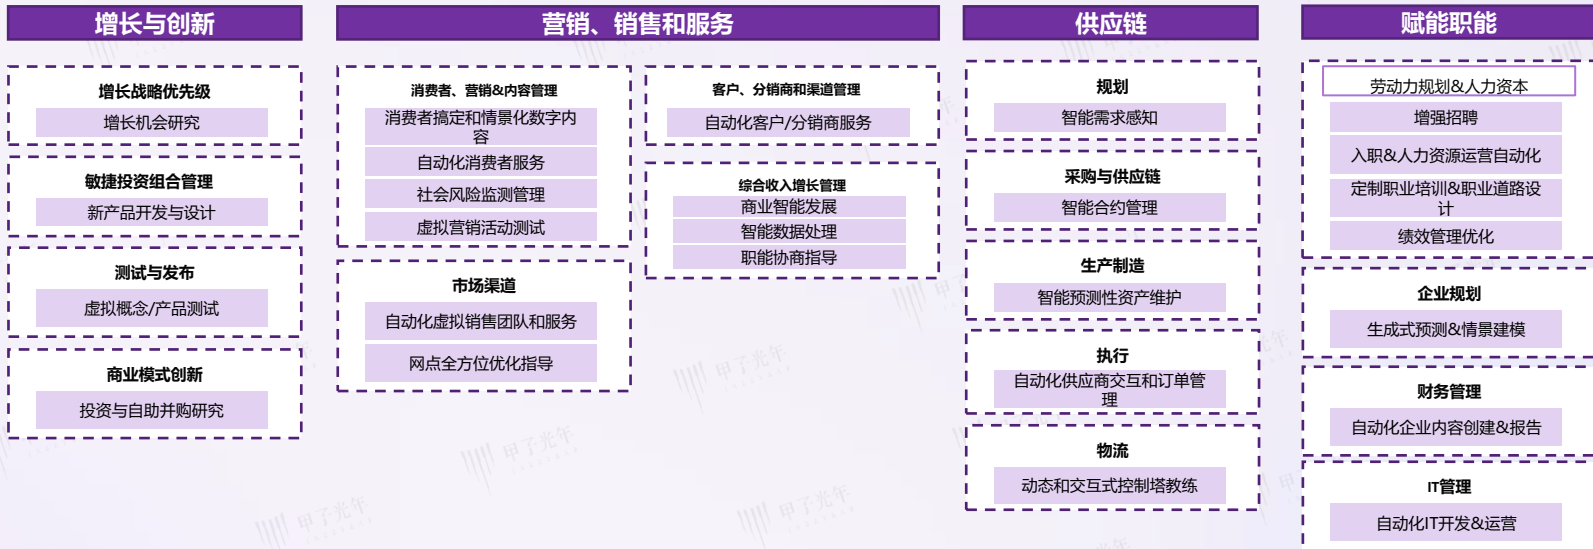 增长与创新
增长战略优先级
增长机会研究
敏捷投资组合管理
新产品开发与设计
测试与发布
虚拟概念/产品测试
商业模式创新
投资与自助并购研究
营销、销售和服务
消费者、营销&内容管理
消费者搞定和情景化数字内
容
自动化消费者服务
社会风险监测管理
虚拟营销活动测试
市场渠道
自动化虚拟销售团队和服务
网点全方位优化指导
客户、分销商和渠道管理
自动化客户/分销商服务
综合收入增长管理
商业智能发展
智能数据处理
职能协商指导
供应链
规划
智能需求感知
采购与供应链
智能合约管理
生产制造
智能预测性资产维护
执行
自动化供应商交互和订单管
理
物流
动态和交互式控制塔教练
赋能职能
劳动力规划&人力资本
增强招聘
入职&人力资源运营自动化
定制职业培训&职业道路设
计
绩效管理优化
企业规划
生成式预测&情景建模
财务管理
自动化企业内容创建&报告
IT管理
自动化IT开发&运营
甲子光年
甲子光年
甲子光年
甲子光年